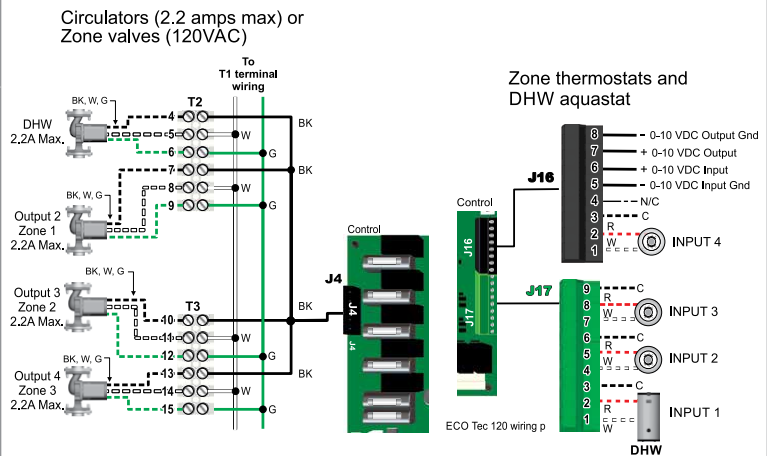 Circulators (2.2 amps max) or
Zone valves (120VAC)
To
T1 terminal
wiring
BK, W, G
T2
DHW
2.2A Max.
4
BK
5
W
6
G
7
BK
8
W
9
G
BK, W, G
Output 2
Zone 1
2.2A Max.
BK, W, G
Output 3
Zone 2
2.2A Max.
T3
10
BK
11
W
12
G
13
BK
14
W
15
G
BK, W, G
Output 4
Zone 3
2.2A Max.
Control
J4
J4
J4
Zone thermostats and
DHW aquastat
Control
J16
J17
ECO Tec 120 wiring p
J16
8
- 0-10 VDC Output Gnd
7
+ 0-10 VDC Output
6
+ 0-10 VDC Input
5
- 0-10 VDC Input Gnd
4
N/C
3
C
2
R
1
W
INPUT 4
J17
9
C
8
R
7
W
INPUT 3
6
C
5
R
4
W
INPUT 2
3
C
2
R
1
W
INPUT 1
DHW